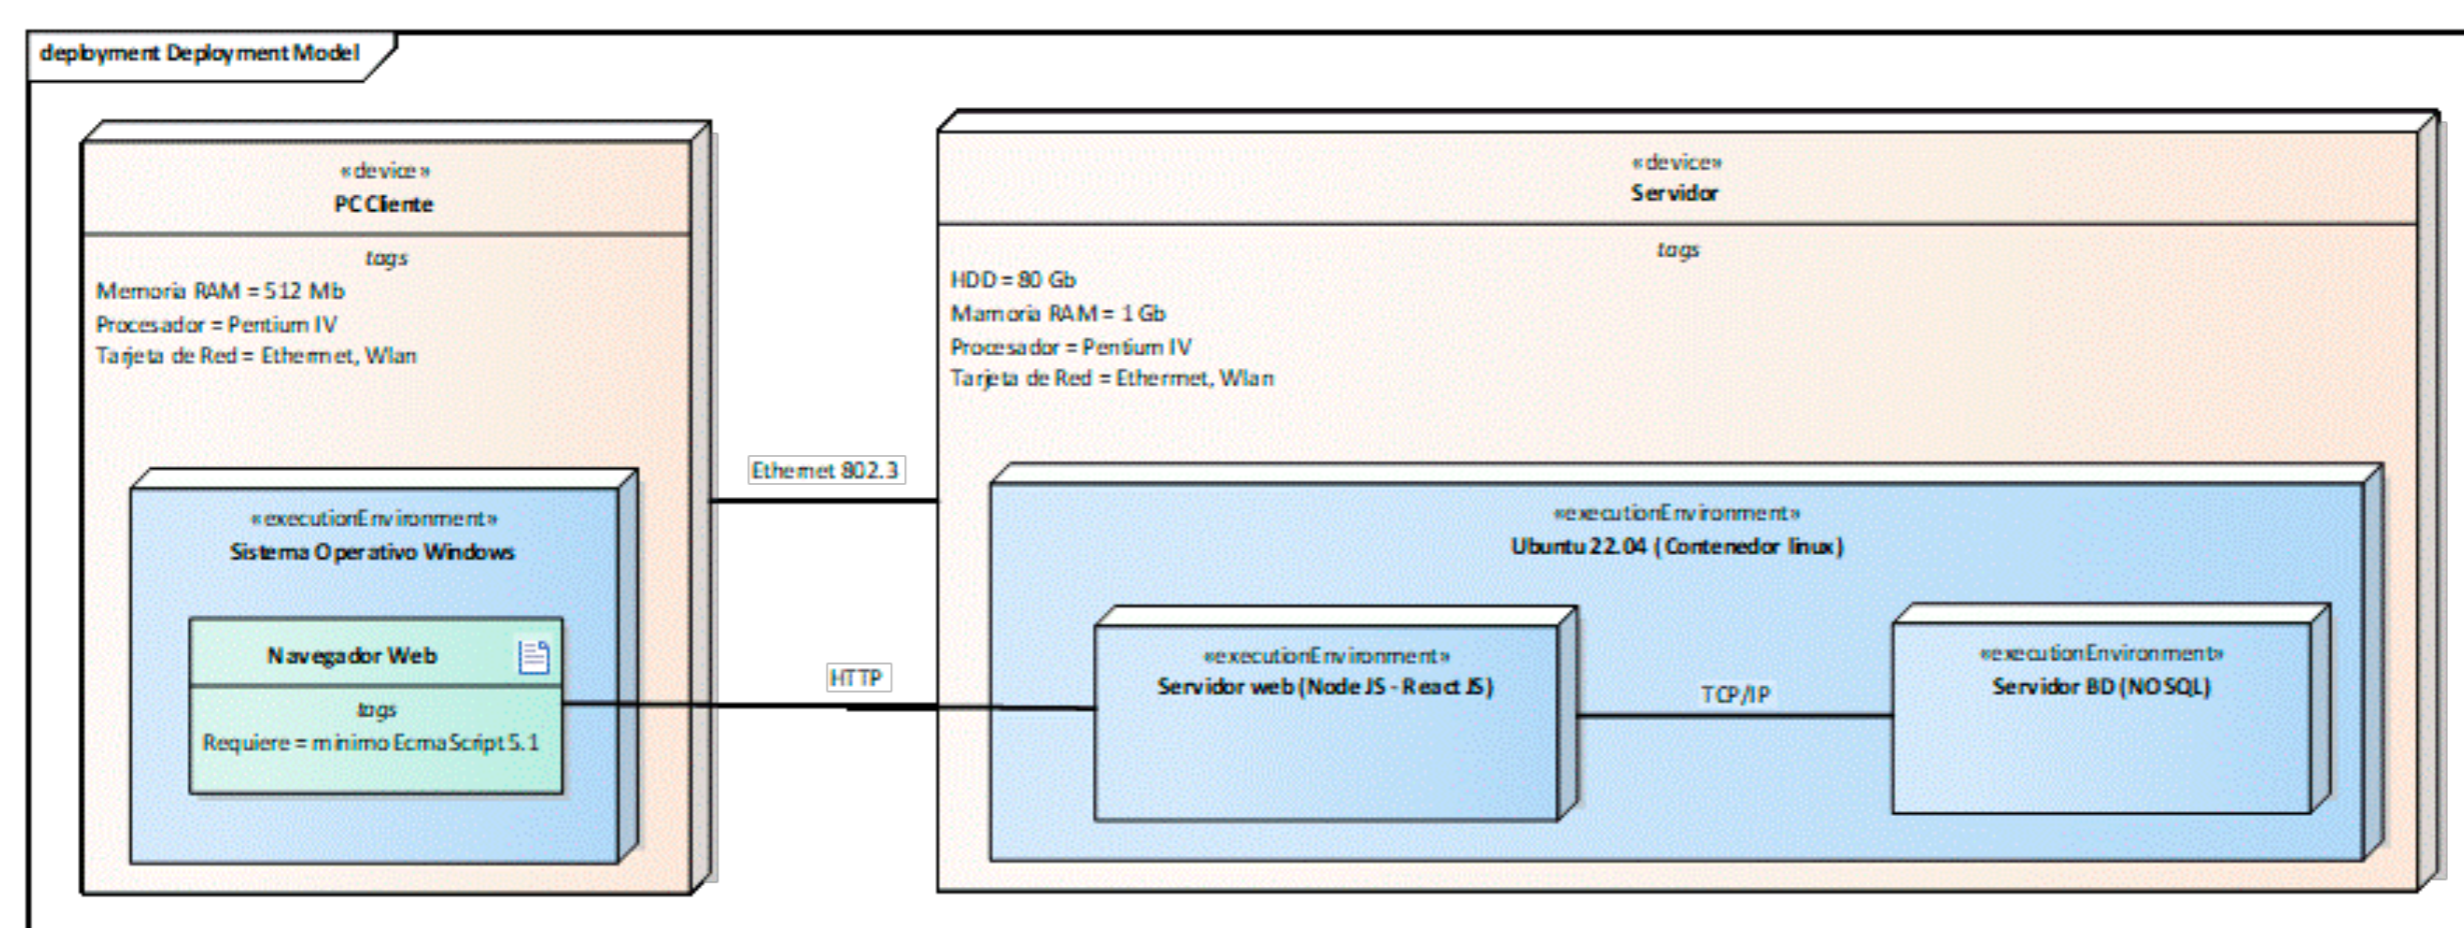 deployment Deployment Model
«device»
PC Cliente
tags
Memoria RAM = 512 Mb
Procesador = Pentium IV
Tarjeta de Red = Ethermet, Wlan
«executionEnvironment»
Sistema Operativo Windows
Navegador Web
tags
Requiere = minimo EcmaScript 5.1
Ethernet 802.3
HTTP
«device»
Servidor
tags
HDD = 80 Gb
Mamoria RAM = 1 Gb
Procesador = Pentium IV
Tarjeta de Red = Ethermet, Wlan
«executionEnvironment»
Ubuntu 22.04 (Contenedor linux)
«executionEnvironment»
Servidor web (Node JS - React JS)
TCP/IP
«executionEnvironment»
Servidor BD (NOSQL)